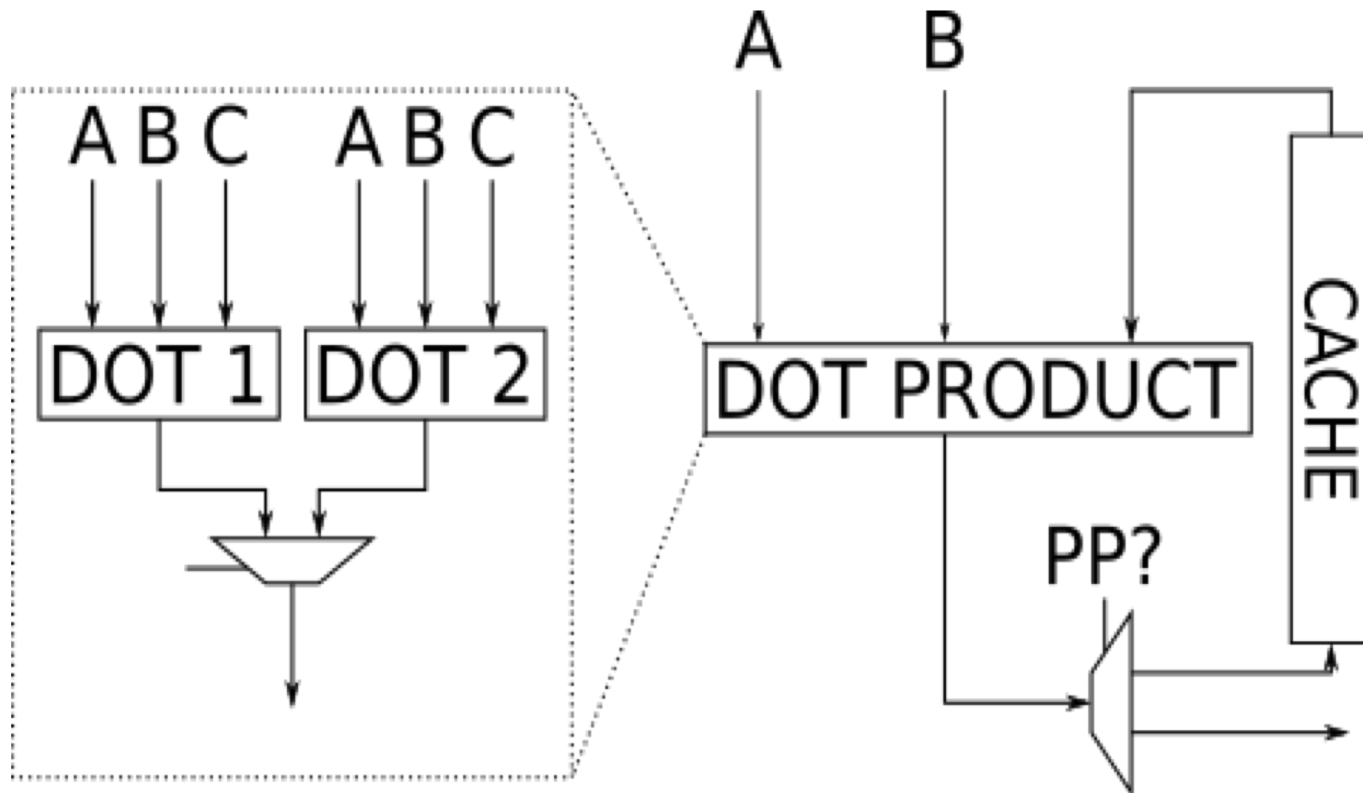 A B
A B C A B C
DOT 1 DOT 2
DOT PRODUCT
CACHE
PP?